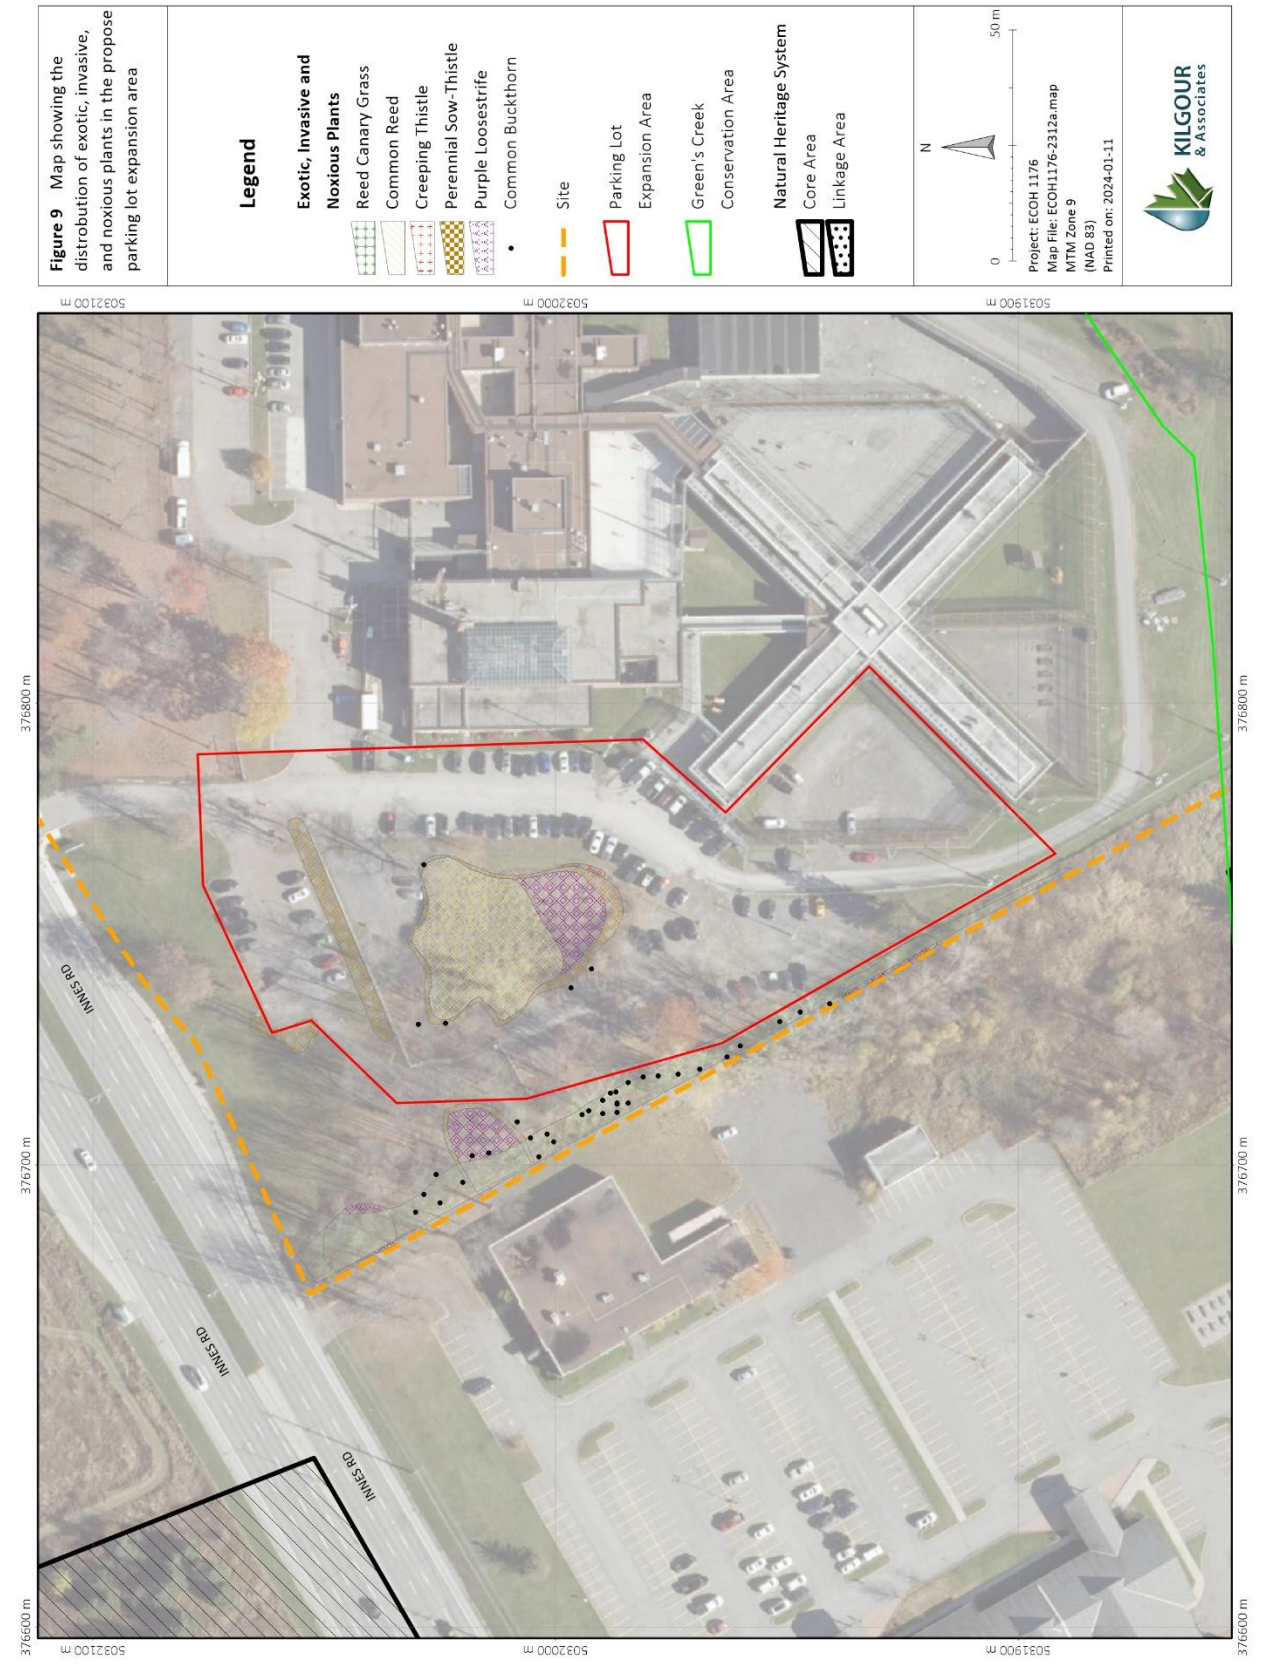 Figure 9 Map showing the
distrobution of exotic, invasive,
and noxious plants in the propose
parking lot expansion area
Legend
Exotic, Invasive and
Noxious Plants
Reed Canary Grass
Common Reed
Creeping Thistle
Perennial Sow-Thistle
Purple Loosestrife
Common Buckthorn
Site
Parking Lot
Expansion Area
Green's Creek
Conservation Area
Natural Heritage System
Core Area
Linkage Area
N
0 50 m
Project: ECOH 1176
Map File: ECOH1176-2312a.map
MTM Zone 9
(NAD 83)
Printed on: 2024-01-11
KILGOUR
& Associates
376600 m
376700 m
376800 m
5032100 m
5032000 m
5031900 m
INNES RD
INNES RD
INNES RD
5032100 m
5032000 m
5031900 m
376600 m
376700 m
376800 m